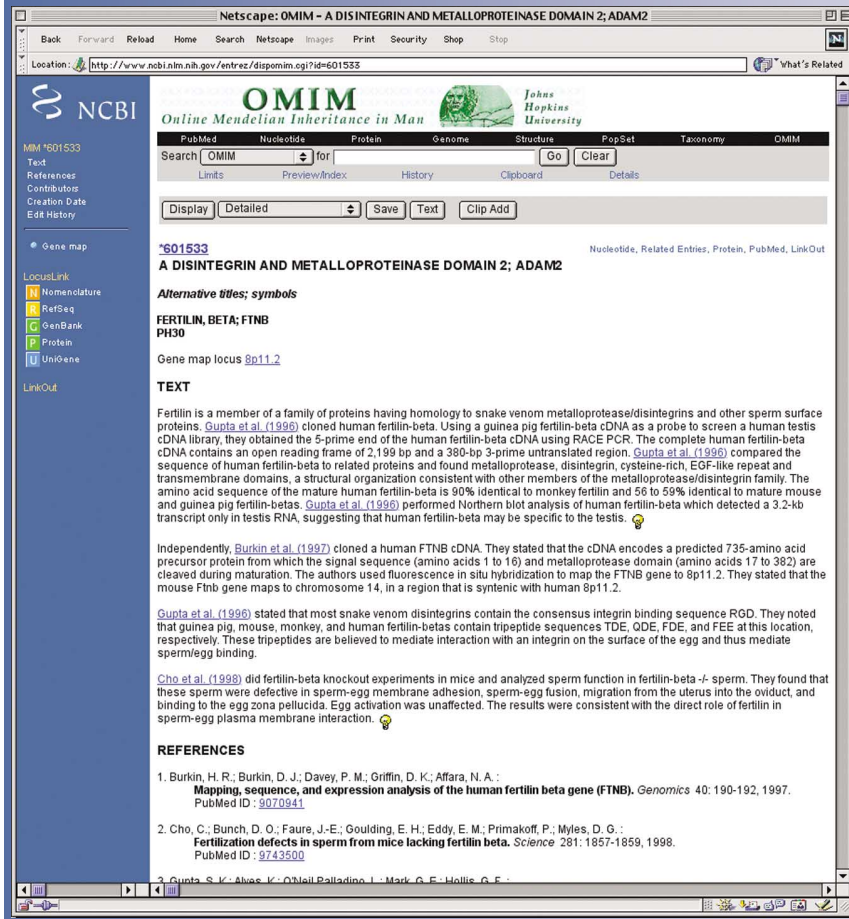 Netscape: OMIM – A DISINTEGRIN AND METALLOPROTEINASE DOMAIN 2; ADAM2
Back Forward Reload Home Search Netscape Images Print Security Shop Stop
Location: http://www.ncbi.nlm.nih.gov/entrez/dispomim.cgi?id=601533 What's Related
NCBI
OMIM
Online Mendelian Inheritance in Man
Johns
Hopkins
University
PubMed Nucleotide Protein Genome Structure PopSet Taxonomy OMIM
Search OMIM for Go Clear
Limits Preview/Index History Clipboard Details
Display Detailed Save Text Clip Add
MIM *601533
Text
References
Contributors
Creation Date
Edit History
Gene map
LocusLink
N Nomenclature
R RefSeq
G GenBank
P Protein
U UniGene
LinkOut
*601533 Nucleotide, Related Entries, Protein, PubMed, LinkOut
A DISINTEGRIN AND METALLOPROTEINASE DOMAIN 2; ADAM2
Alternative titles; symbols
FERTILIN, BETA; FTNB
PH30
Gene map locus 8p11.2
TEXT
Fertilin is a member of a family of proteins having homology to snake venom metalloprotease/disintegrins and other sperm surface
proteins. Gupta et al. (1996) cloned human fertilin-beta. Using a guinea pig fertilin-beta cDNA as a probe to screen a human testis
cDNA library, they obtained the 5-prime end of the human fertilin-beta cDNA using RACE PCR. The complete human fertilin-beta
cDNA contains an open reading frame of 2,199 bp and a 380-bp 3-prime untranslated region. Gupta et al. (1996) compared the
sequence of human fertilin-beta to related proteins and found metalloprotease, disintegrin, cysteine-rich, EGF-like repeat and
transmembrane domains, a structural organization consistent with other members of the metalloprotease/disintegrin family. The
amino acid sequence of the mature human fertilin-beta is 90% identical to monkey fertilin and 56 to 59% identical to mature mouse
and guinea pig fertilin-betas. Gupta et al. (1996) performed Northern blot analysis of human fertilin-beta which detected a 3.2-kb
transcript only in testis RNA, suggesting that human fertilin-beta may be specific to the testis.
Independently, Burkin et al. (1997) cloned a human FTNB cDNA. They stated that the cDNA encodes a predicted 735-amino acid
precursor protein from which the signal sequence (amino acids 1 to 16) and metalloprotease domain (amino acids 17 to 382) are
cleaved during maturation. The authors used fluorescence in situ hybridization to map the FTNB gene to 8p11.2. They stated that the
mouse Ftnb gene maps to chromosome 14, in a region that is syntenic with human 8p11.2.
Gupta et al. (1996) stated that most snake venom disintegrins contain the consensus integrin binding sequence RGD. They noted
that guinea pig, mouse, monkey, and human fertilin-betas contain tripeptide sequences TDE, QDE, FDE, and FEE at this location,
respectively. These tripeptides are believed to mediate interaction with an integrin on the surface of the egg and thus mediate
sperm/egg binding.
Cho et al. (1998) did fertilin-beta knockout experiments in mice and analyzed sperm function in fertilin-beta -/- sperm. They found that
these sperm were defective in sperm-egg membrane adhesion, sperm-egg fusion, migration from the uterus into the oviduct, and
binding to the egg zona pellucida. Egg activation was unaffected. The results were consistent with the direct role of fertilin in
sperm-egg plasma membrane interaction.
REFERENCES
1. Burkin, H. R.; Burkin, D. J.; Davey, P. M.; Griffin, D. K.; Affara, N. A. :
Mapping, sequence, and expression analysis of the human fertilin beta gene (FTNB). Genomics 40: 190-192, 1997.
PubMed ID : 9070941
2. Cho, C.; Bunch, D. O.; Faure, J.-E.; Goulding, E. H.; Eddy, E. M.; Primakoff, P.; Myles, D. G. :
Fertilization defects in sperm from mice lacking fertilin beta. Science 281: 1857-1859, 1998.
PubMed ID : 9743500
3. Gupta, S. K.; Alves, K.; O'Neil Palladino, L.; Mark, G. E.; Hollis, G. F. :